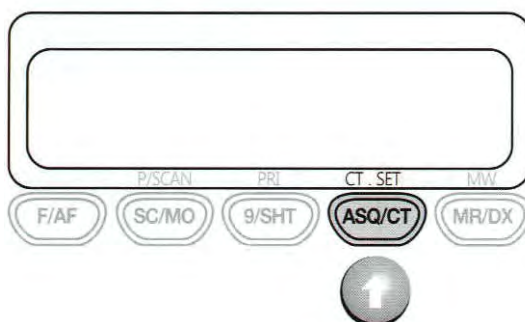 P/SCAN PRI CT . SET MW
F/AF SC/MO 9/SHT ASQ/CT MR/DX